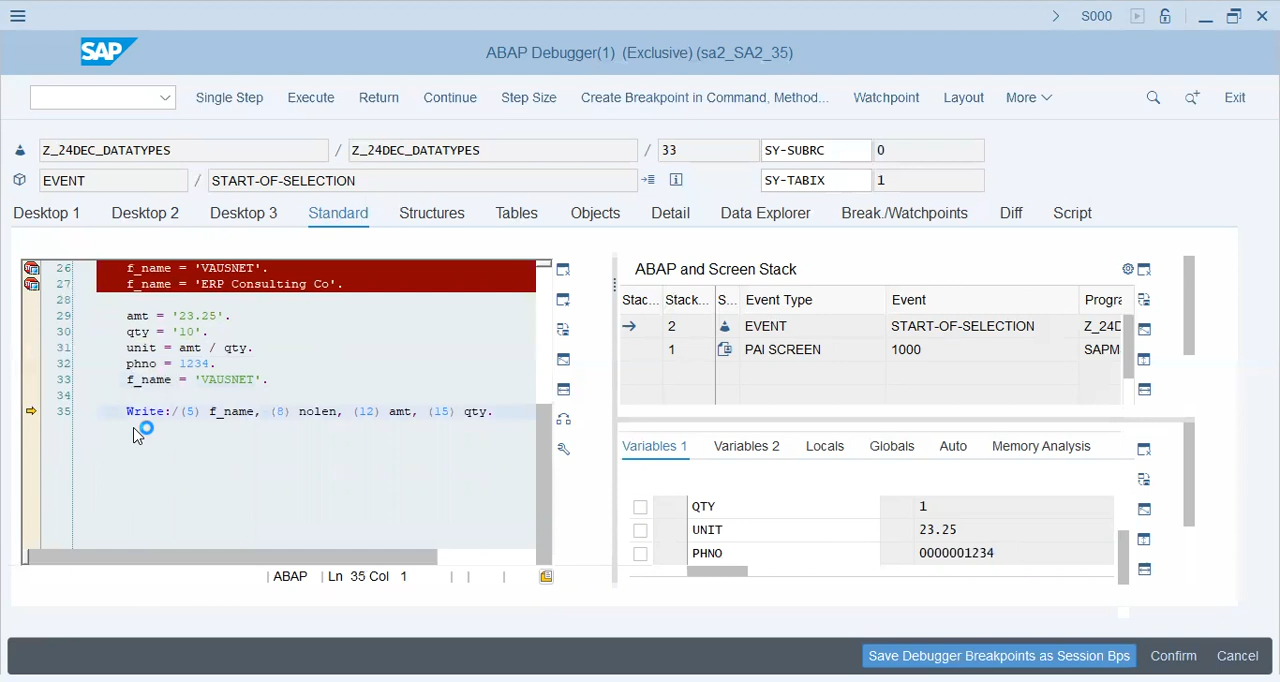 S000
SAP
ABAP Debugger(1)  (Exclusive) (sa2_SA2_35)
Single Step Execute Return Continue Step Size Create Breakpoint in Command, Method... Watchpoint Layout More Exit
Z_24DEC_DATATYPES / Z_24DEC_DATATYPES / 33 SY-SUBRC 0
EVENT / START-OF-SELECTION SY-TABIX 1
Desktop 1 Desktop 2 Desktop 3 Standard Structures Tables Objects Detail Data Explorer Break./Watchpoints Diff Script
26 f_name = 'VAUSNET'.
27 f_name = 'ERP Consulting Co'.
28
29 amt = '23.25'.
30 qty = '10'.
31 unit = amt / qty.
32 phno = 1234.
33 f_name = 'VAUSNET'.
34
35 Write:/(5) f_name, (8) nolen, (12) amt, (15) qty.
ABAP Ln 35 Col 1
ABAP and Screen Stack
Stac... Stack... S... Event Type Event Progra
2 EVENT START-OF-SELECTION Z_24D
1 PAI SCREEN 1000 SAPM
Variables 1 Variables 2 Locals Globals Auto Memory Analysis
QTY 1
UNIT 23.25
PHNO 0000001234
Save Debugger Breakpoints as Session Bps Confirm Cancel